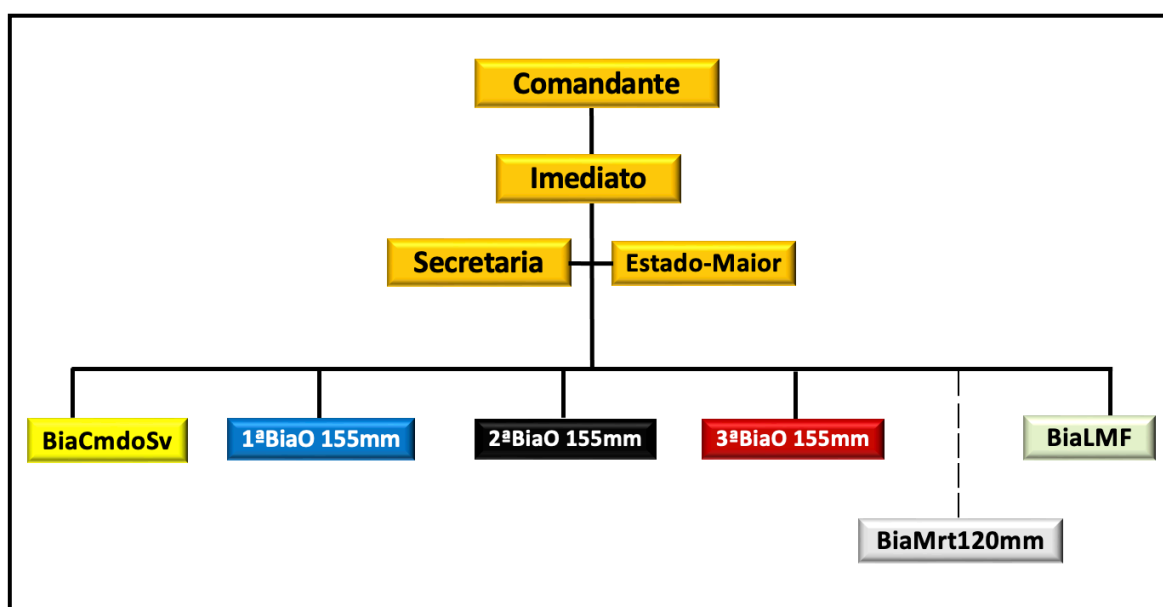 Comandante
Imediato
Secretaria
Estado-Maior
BiaCmdoSv
1ªBiaO 155mm
2ªBiaO 155mm
3ªBiaO 155mm
BiaLMF
BiaMrt120mm